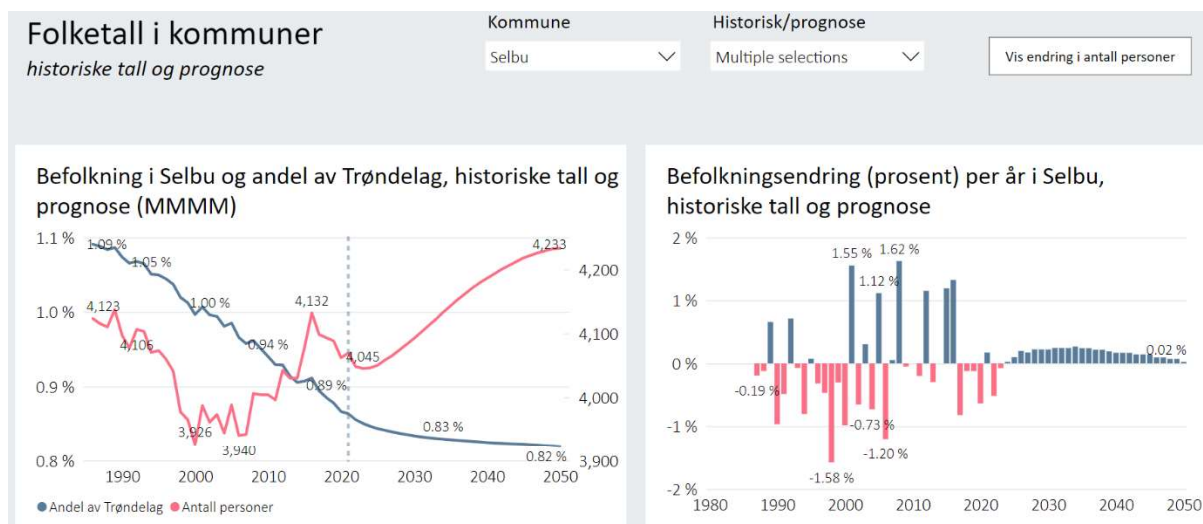 Folketall i kommuner
historiske tall og prognose
Kommune
Selbu
Historisk/prognose
Multiple selections
Vis endring i antall personer
Befolkning i Selbu og andel av Trøndelag, historiske tall og
prognose (MMMM)
1.1 %
1.0 %
0.9 %
0.8 %
1.09 %
1.05 %
1.00 %
0.94 %
0.89 %
0.83 %
0.82 %
4,123
4,106
3,926
3,940
4,132
4,045
4,233
4,200
4,100
4,000
3,900
1990 2000 2010 2020 2030 2040 2050
Andel av Trøndelag Antall personer
Befolkningsendring (prosent) per år i Selbu,
historiske tall og prognose
2 %
1 %
0 %
-1 %
-2 %
1.55 %
1.12 %
1.62 %
0.02 %
-0.19 %
-0.73 %
-1.20 %
-1.58 %
1980 1990 2000 2010 2020 2030 2040 2050